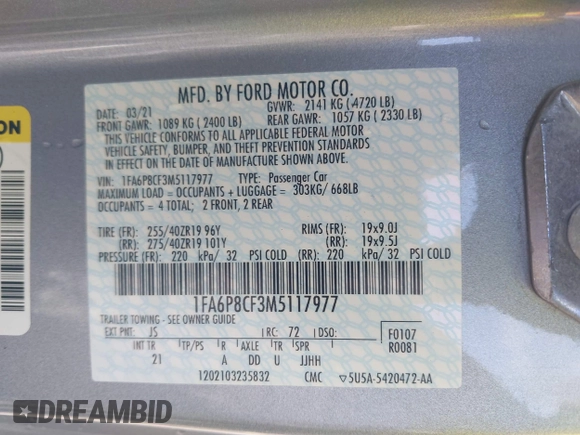 MFD. BY FORD MOTOR CO.
03/21 GVWR: 2141 KG ( 4720 LB)
FRONT GAWR: 1089 KG ( 2400 LB) REAR GAWR: 1057 KG ( 2330 LB)
THIS VEHICLE CONFORMS TO ALL APPLICABLE FEDERAL MOTOR
VEHICLE SAFETY, BUMPER, AND THEFT PREVENTION STANDARDS
IN EFFECT ON THE DATE OF MANUFACTURE SHOWN ABOVE.
VIN: 1FA6P8CF3M5117977 TYPE: Passenger Car
MAXIMUM LOAD = OCCUPANTS + LUGGAGE = 303KG/ 668LB
OCCUPANTS = 4 TOTAL; 2 FRONT, 2 REAR
TIRE (FR): 255/40ZR19 96Y RIMS (FR): 19x9.0J
(RR): 275/40ZR19 101Y (RR): 19x9.5J
PRESSURE (FR): 220 kPa/ 32 PSI COLD (RR): 220 kPa/ 32 PSI COLD
1FA6P8CF3M5117977
TRAILER TOWING - SEE OWNER GUIDE
EXT PNT: JS RC: 72 DSO:
F0107
R0081
INT TR TP/PS R AXLE TR SPR
21 A DD U JJHH
1202103235832 CMC ▽5U5A-5420472-AA
ON
DREAMBID